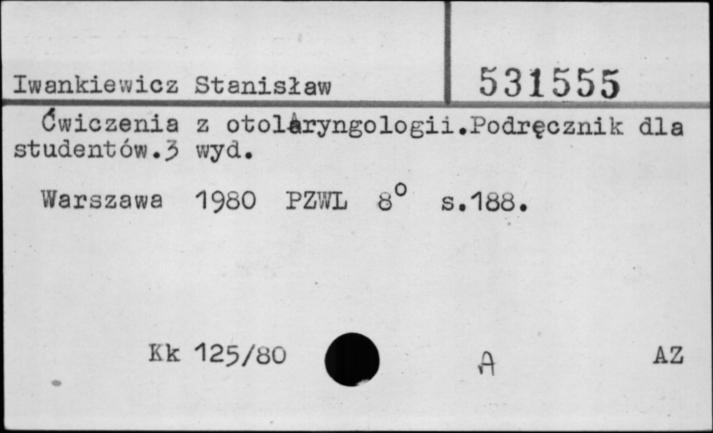 Iwankiewicz Stanisław
531555
Ćwiczenia z otolaryngologii.Podręcznik dla
studentów.3 wyd.
Warszawa 1980 PZWL 8° s.188.
Kk 125/80
A
AZ